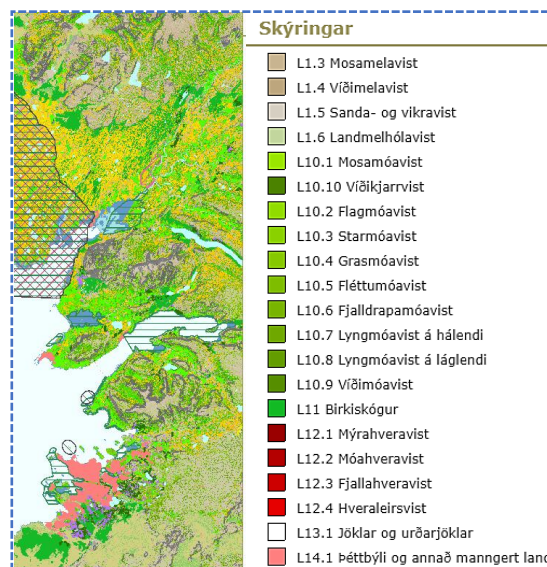 Skýringar
L1.3 Mosamelavist
L1.4 Víðimelavist
L1.5 Sanda- og vikravist
L1.6 Landmelhólavist
L10.1 Mosamóavist
L10.10 Víðikjarrvist
L10.2 Flagmóavist
L10.3 Starmóavist
L10.4 Grasmóavist
L10.5 Fléttumóavist
L10.6 Fjalldrapamóavist
L10.7 Lyngmóavist á hálendi
L10.8 Lyngmóavist á láglendi
L10.9 Víðimóavist
L11 Birkiskógur
L12.1 Mýrahveravist
L12.2 Móahveravist
L12.3 Fjallahveravist
L12.4 Hveraleirsvist
L13.1 Jöklar og urðarjöklar
L14.1 Þéttbýli og annað manngert land